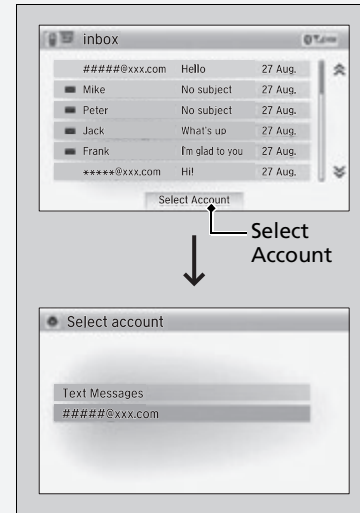 inbox
#####@xxx.com Hello 27 Aug.
Mike No subject 27 Aug.
Peter No subject 27 Aug.
Jack What's up 27 Aug.
Frank I'm glad to you 27 Aug.
*****@xxx.com Hi! 27 Aug.
Select Account
Select
Account
Select account
Text Messages
#####@xxx.com